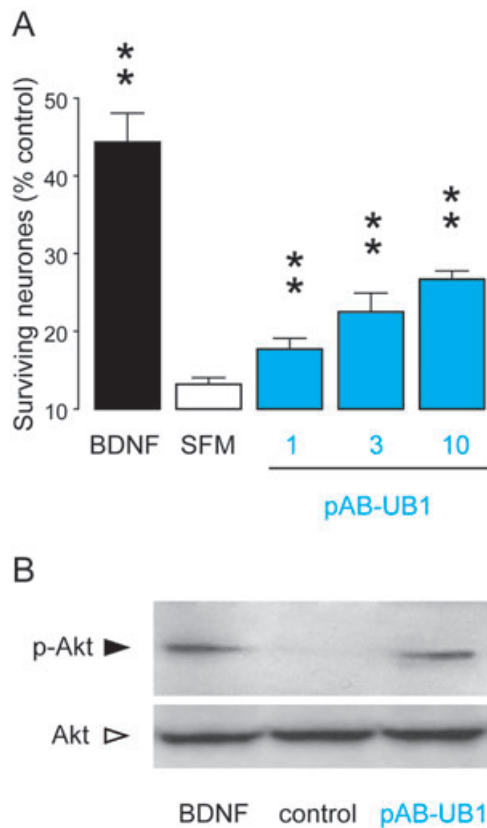 A
Surviving neurones (% control)
50
40
30
20
10
** ** ** **
BDNF SFM 1 3 10
pAB-UB1
B
p-Akt
Akt
BDNF control pAB-UB1